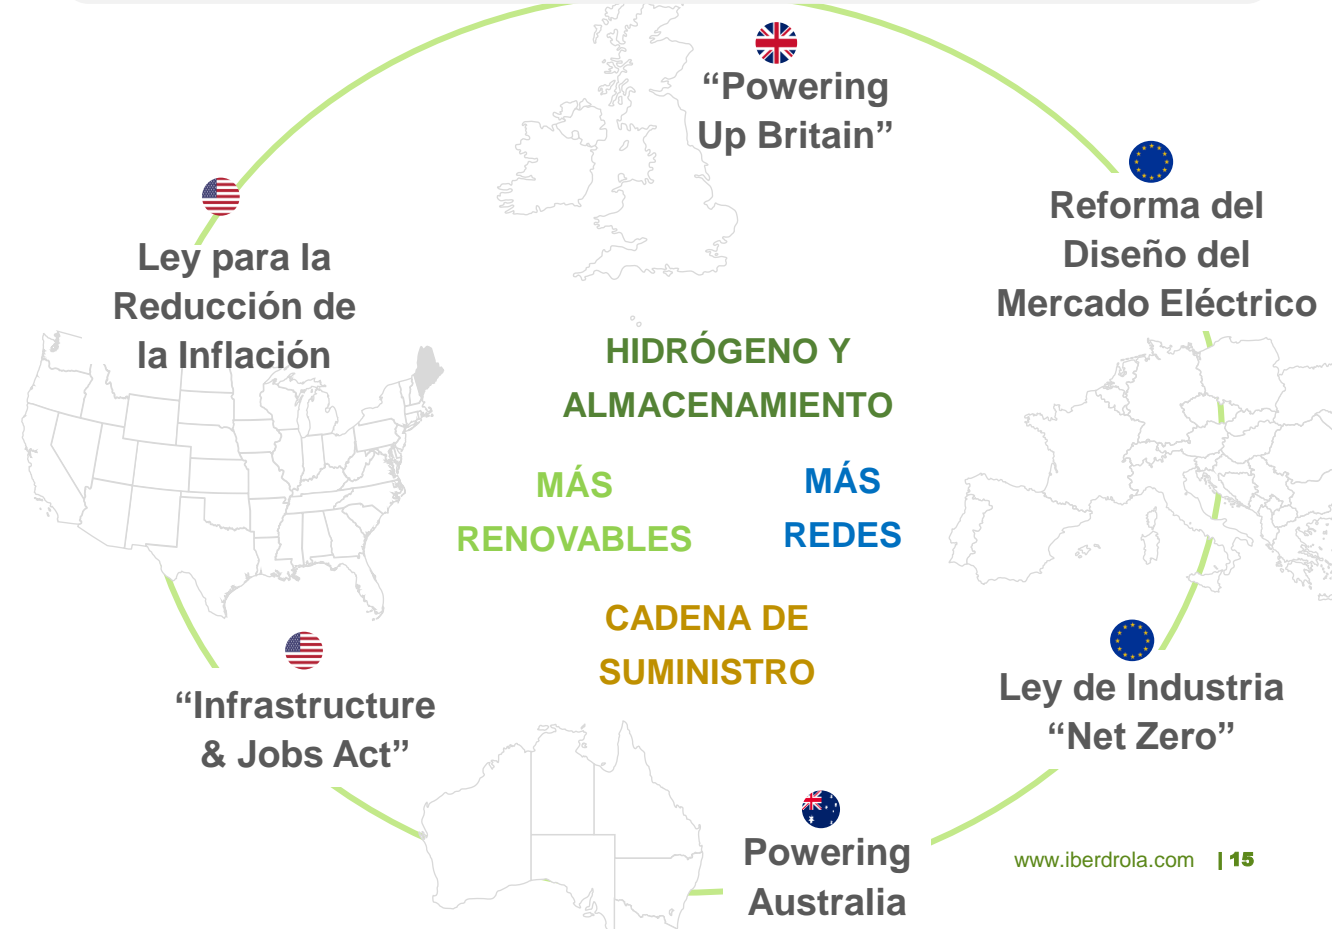 “Powering
Up Britain”
Reforma del
Diseño del
Mercado Eléctrico
Ley para la
Reducción de
la Inflación
HIDRÓGENO Y
ALMACENAMIENTO
MÁS
RENOVABLES
MÁS
REDES
CADENA DE
SUMINISTRO
“Infrastructure
& Jobs Act”
Ley de Industria
“Net Zero”
Powering
Australia
www.iberdrola.com | 15